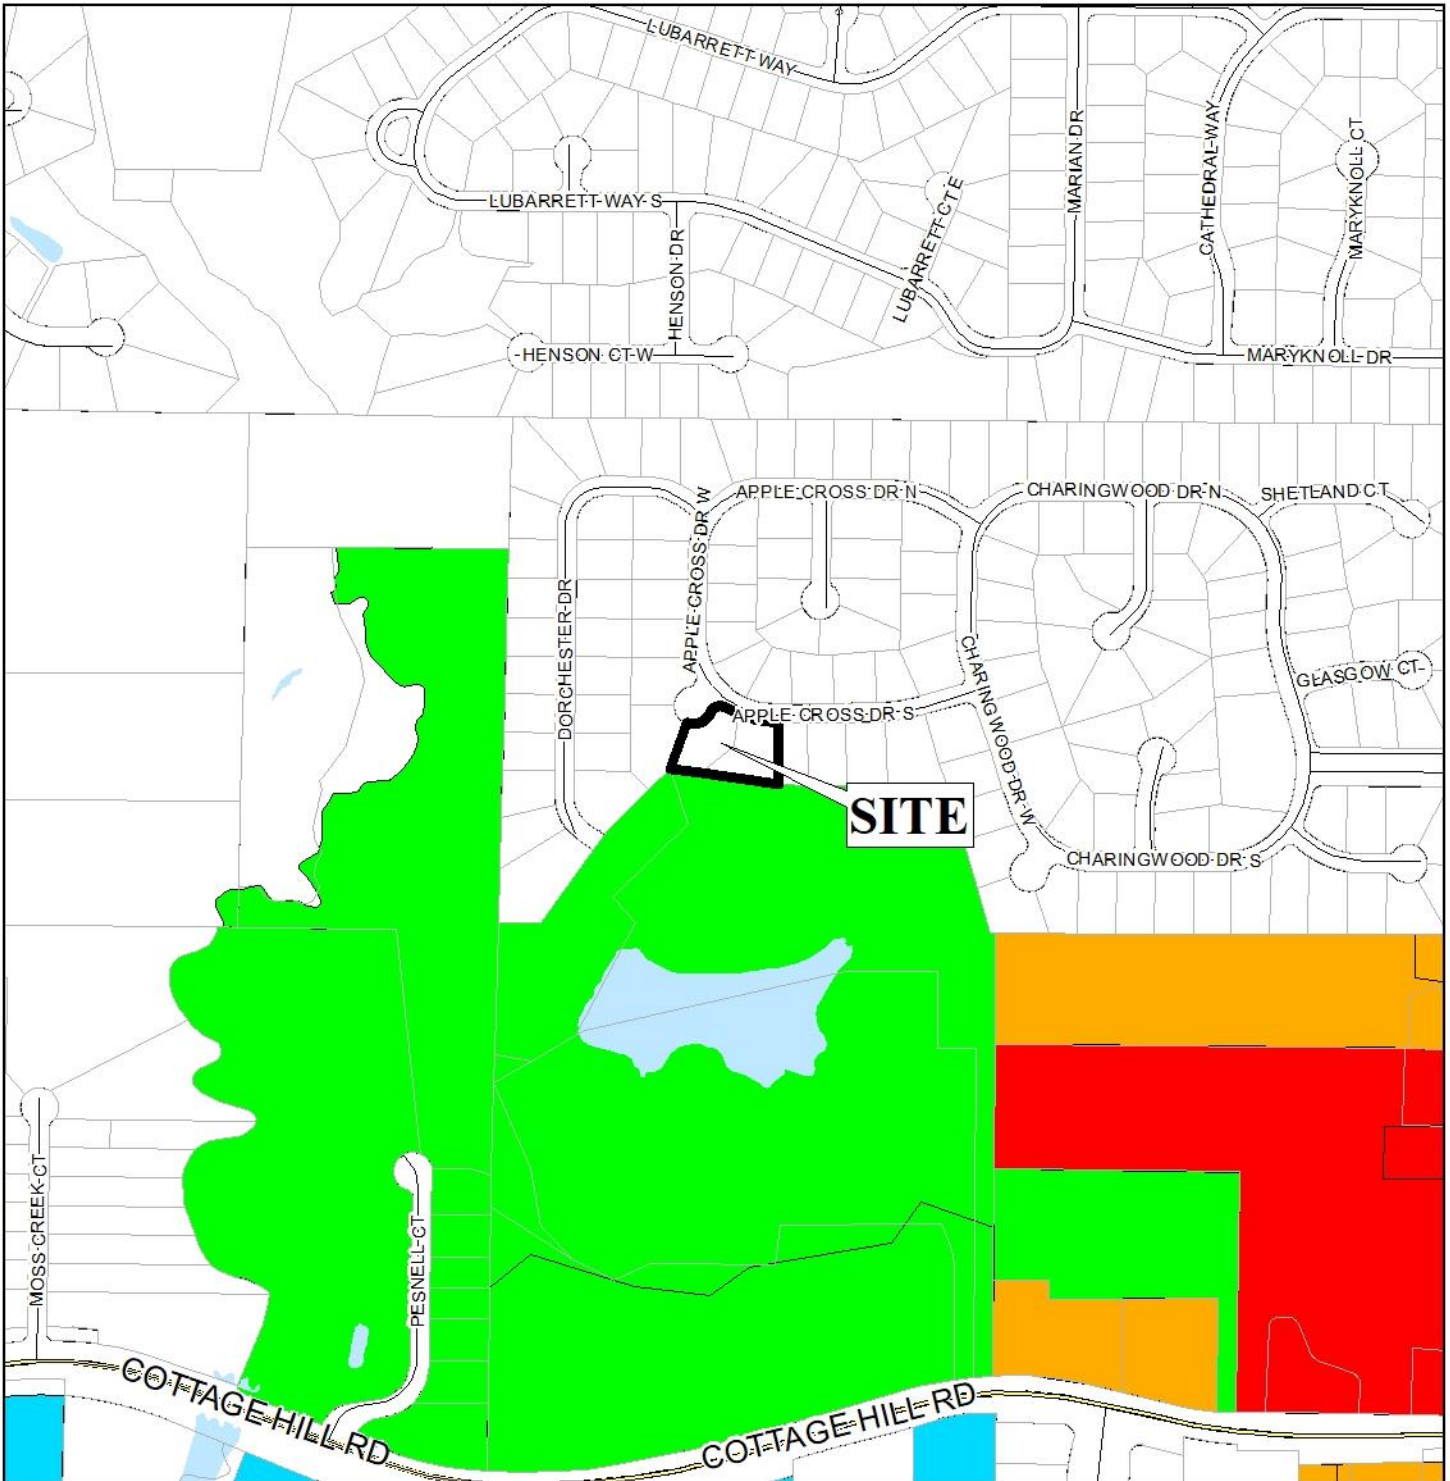 LUBARRETT WAY
LUBARRETT WAY S
HENSON DR
LUBARRETT CT E
MARIAN DR
CATHEDRAL WAY
MARYKNOLL CT
HENSON CT W
MARYKNOLL DR
APPLE CROSS DR W
APPLE CROSS DR N
CHARINGWOOD DR N
SHETLAND CT
DORCHESTER DR
CHARINGWOOD DR W
GLASGOW CT
APPLE CROSS DR S
SITE
CHARINGWOOD DR S
MOSS CREEK CT
PESNELL CT
COTTAGE HILL RD
COTTAGE HILL RD